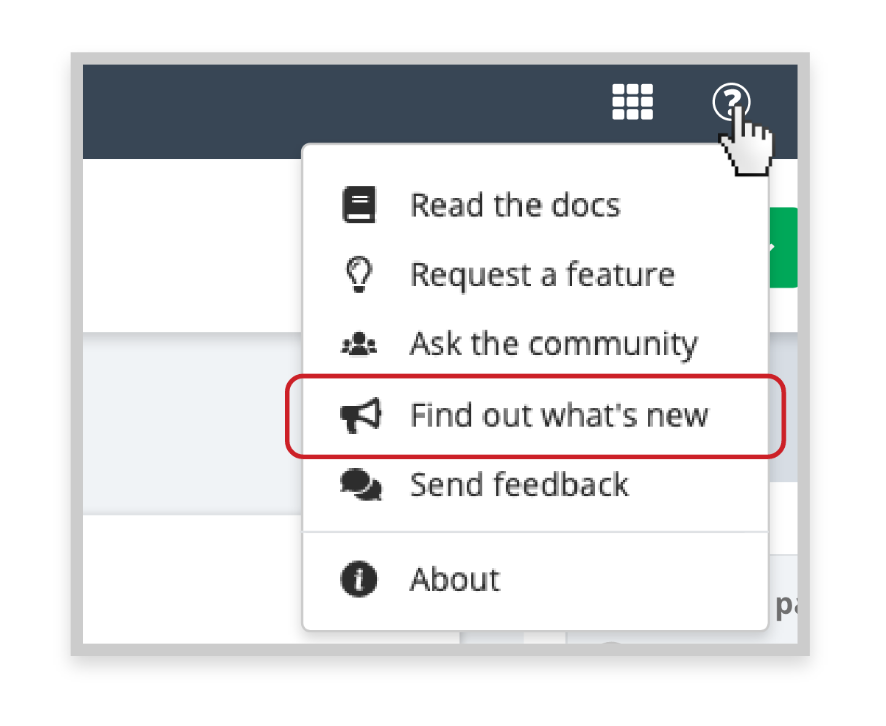 Read the docs
Request a feature
Ask the community
Find out what's new
Send feedback
About